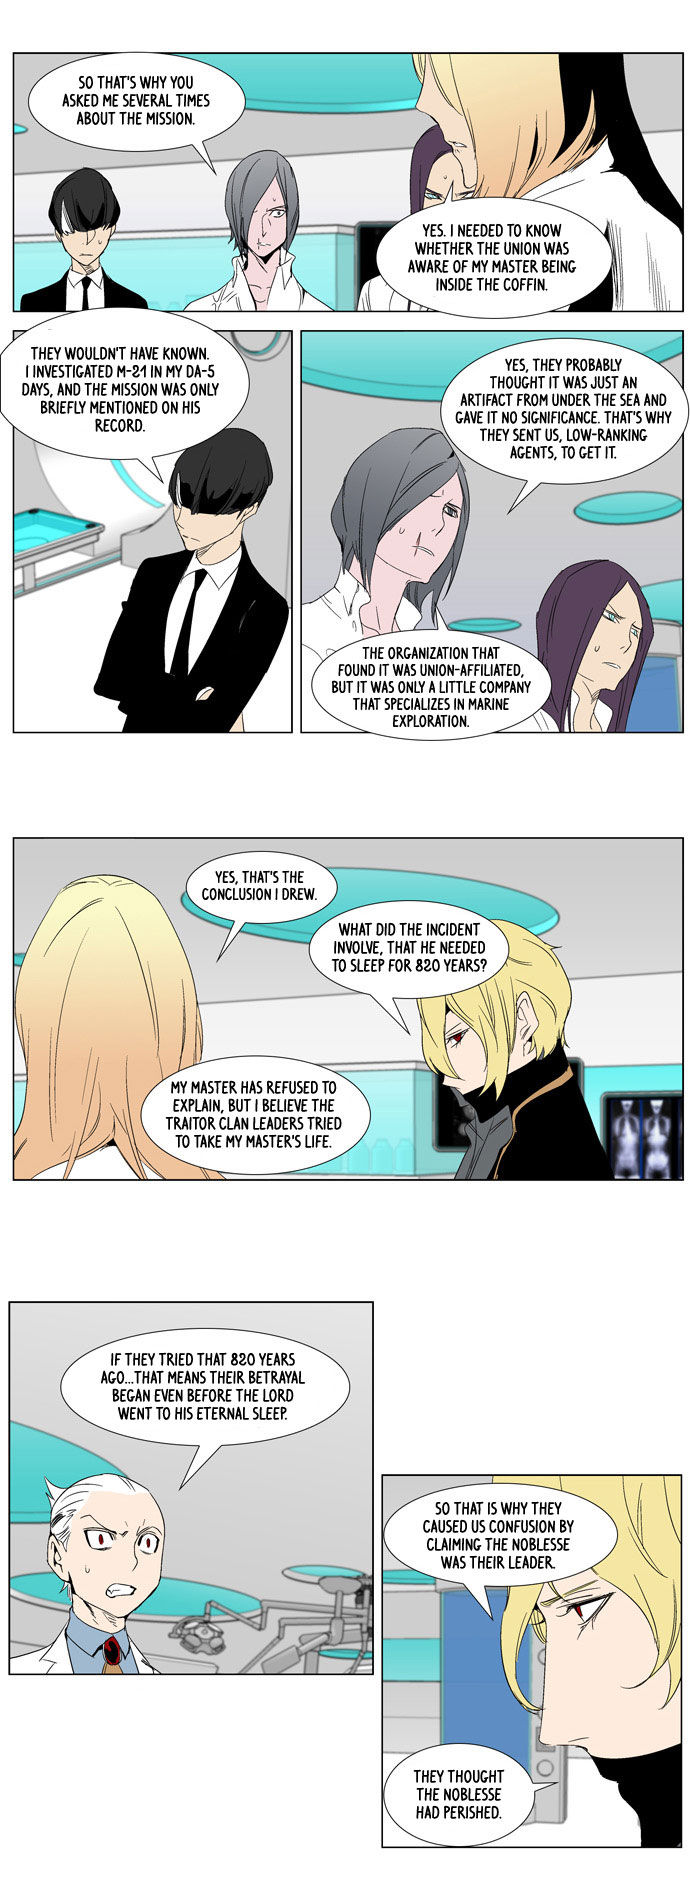 SO THAT'S WHY YOU
ASKED ME SEVERAL TIMES
ABOUT THE MISSION.
YES. I NEEDED TO KNOW
WHETHER THE UNION WAS
AWARE OF MY MASTER BEING
INSIDE THE COFFIN.
THEY WOULDN'T HAVE KNOWN.
I INVESTIGATED M-21 IN MY DA-5
DAYS, AND THE MISSION WAS ONLY
BRIEFLY MENTIONED ON HIS
RECORD.
YES, THEY PROBABLY
THOUGHT IT WAS JUST AN
ARTIFACT FROM UNDER THE SEA AND
GAVE IT NO SIGNIFICANCE. THAT'S WHY
THEY SENT US, LOW-RANKING
AGENTS, TO GET IT.
THE ORGANIZATION THAT
FOUND IT WAS UNION-AFFILIATED,
BUT IT WAS ONLY A LITTLE COMPANY
THAT SPECIALIZES IN MARINE
EXPLORATION.
YES, THAT'S THE
CONCLUSION I DREW.
WHAT DID THE INCIDENT
INVOLVE, THAT HE NEEDED
TO SLEEP FOR 820 YEARS?
MY MASTER HAS REFUSED TO
EXPLAIN, BUT I BELIEVE THE
TRAITOR CLAN LEADERS TRIED
TO TAKE MY MASTER'S LIFE.
IF THEY TRIED THAT 820 YEARS
AGO...THAT MEANS THEIR BETRAYAL
BEGAN EVEN BEFORE THE LORD
WENT TO HIS ETERNAL SLEEP.
SO THAT IS WHY THEY
CAUSED US CONFUSION BY
CLAIMING THE NOBLESSE
WAS THEIR LEADER.
THEY THOUGHT
THE NOBLESSE
HAD PERISHED.